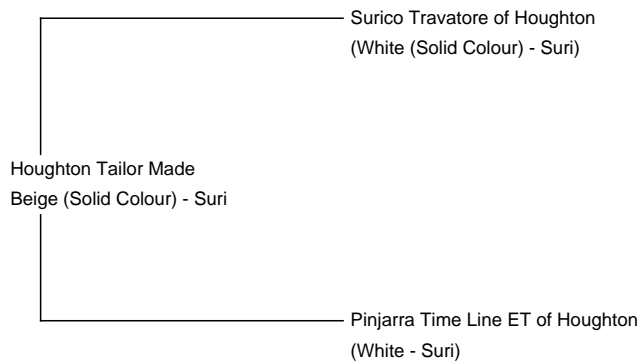 Surico Travatore of Houghton
(White (Solid Colour) - Suri)
Houghton Tailor Made
Beige (Solid Colour) - Suri
Pinjarra Time Line ET of Houghton
(White - Suri)